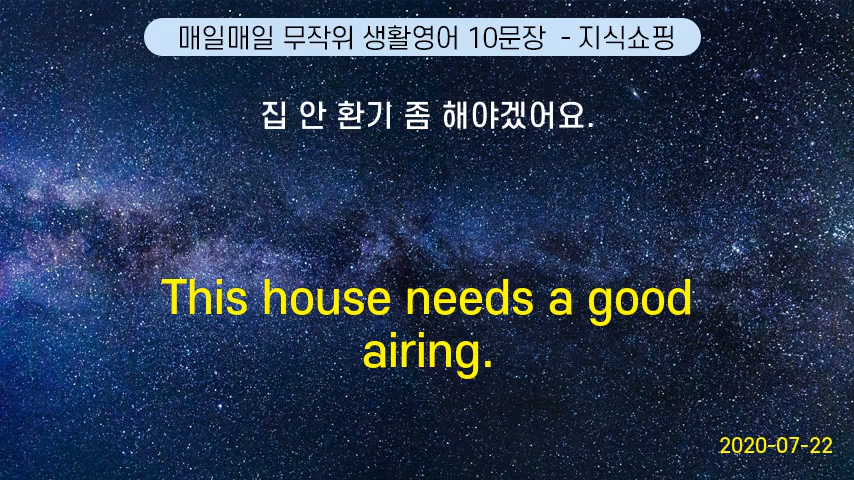 매일매일 무작위 생활영어 10문장 - 지식쇼핑
집 안 환기 좀 해야겠어요.
This house needs a good
airing.
2020-07-22